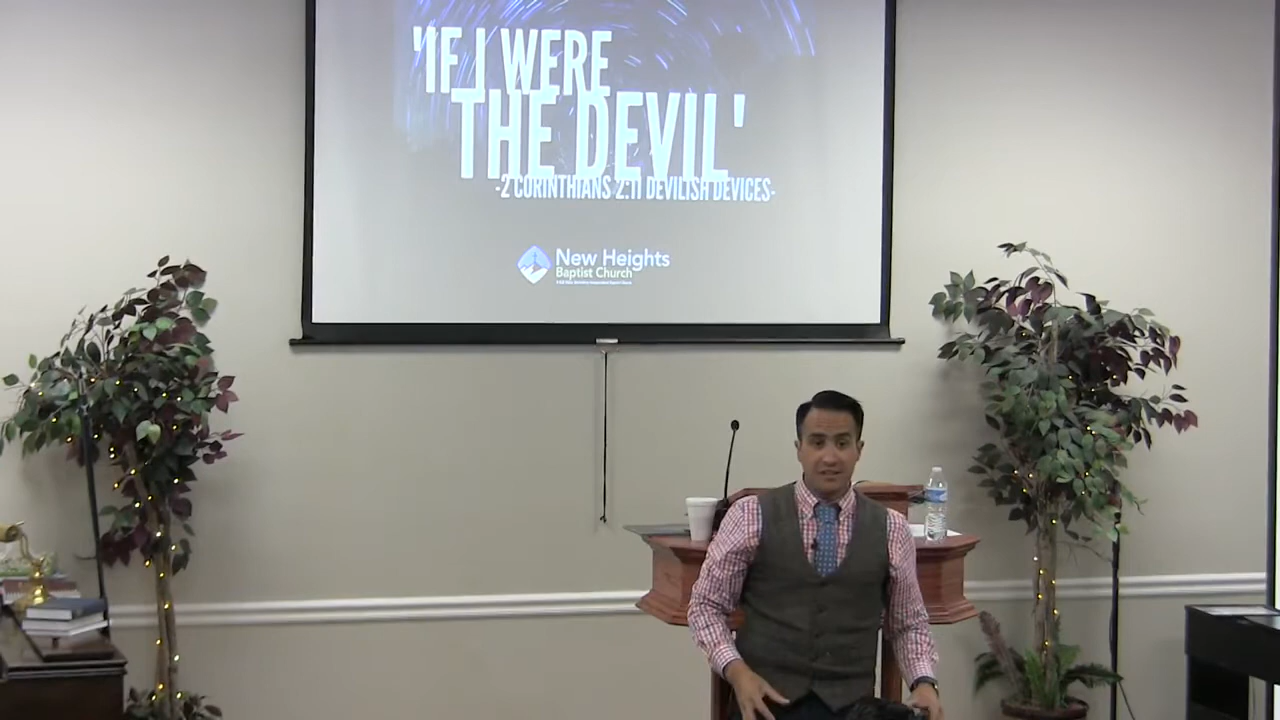 'IF I WERE
THE DEVIL'
-2 CORINTHIANS 2:11 DEVILISH DEVICES-
New Heights
Baptist Church